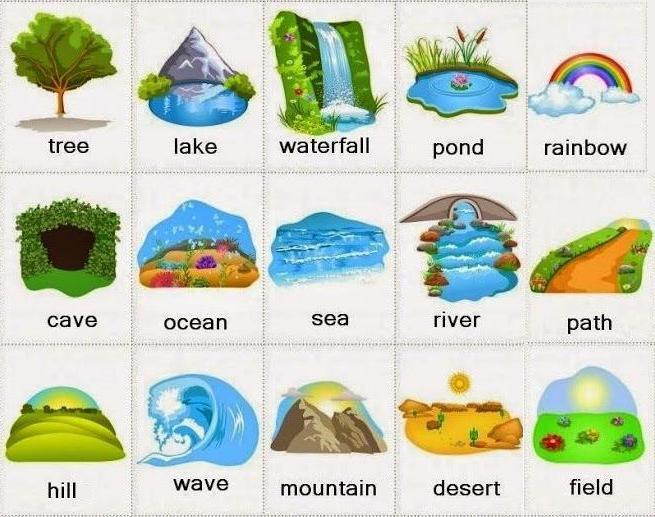 tree
lake
waterfall
pond
rainbow
cave
ocean
sea
river
path
hill
wave
mountain
desert
field